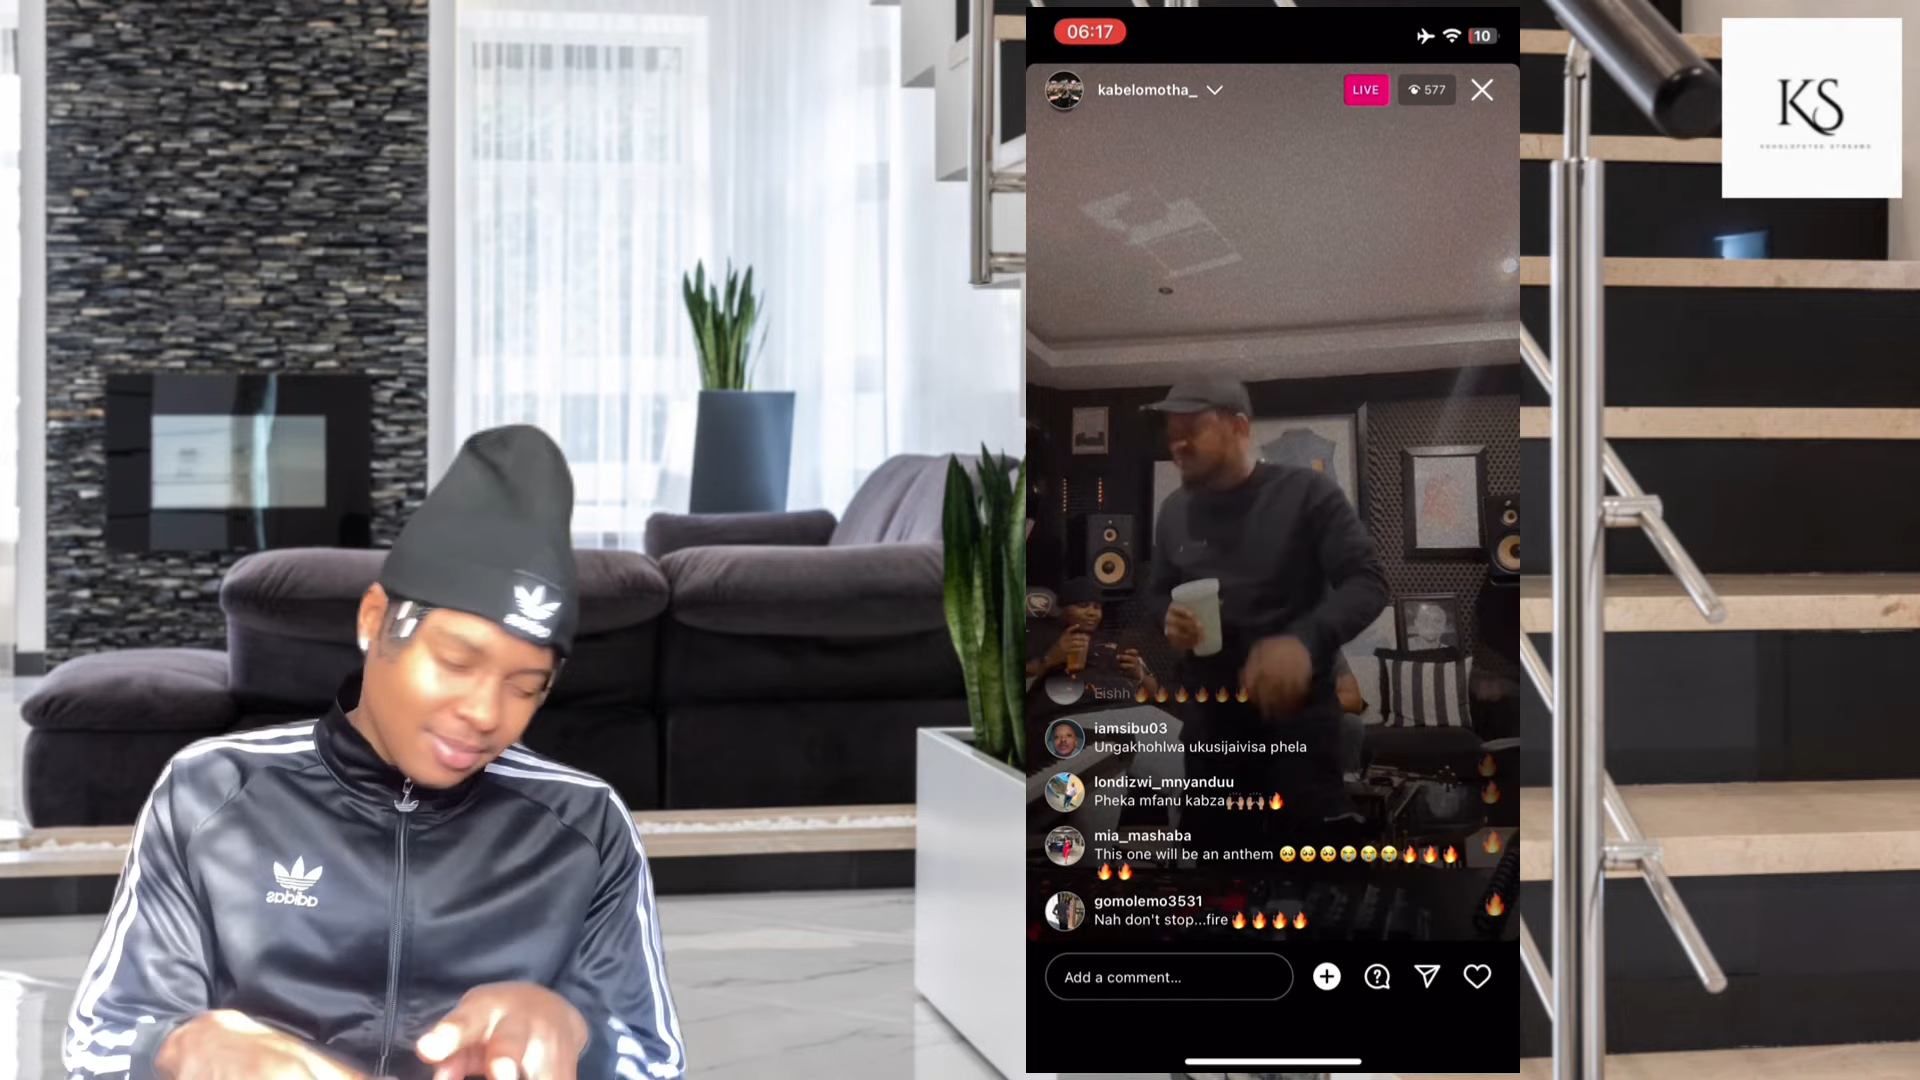 06:17
10
kabelomotha_
LIVE
577
KS
Eishh 🔥🔥🔥🔥🔥🔥
iamsibu03
Ungakhohlwa ukusijaivisa phela
londizwi_mnyanduu
Pheka mfanu kabza🙌🏽🙌🏽🔥
mia_mashaba
This one will be an anthem 🥺🥺🥺😭😭😭🔥🔥🔥
🔥🔥
gomolemo3531
Nah don't stop...fire🔥🔥🔥🔥
Add a comment...
adidas
adidas